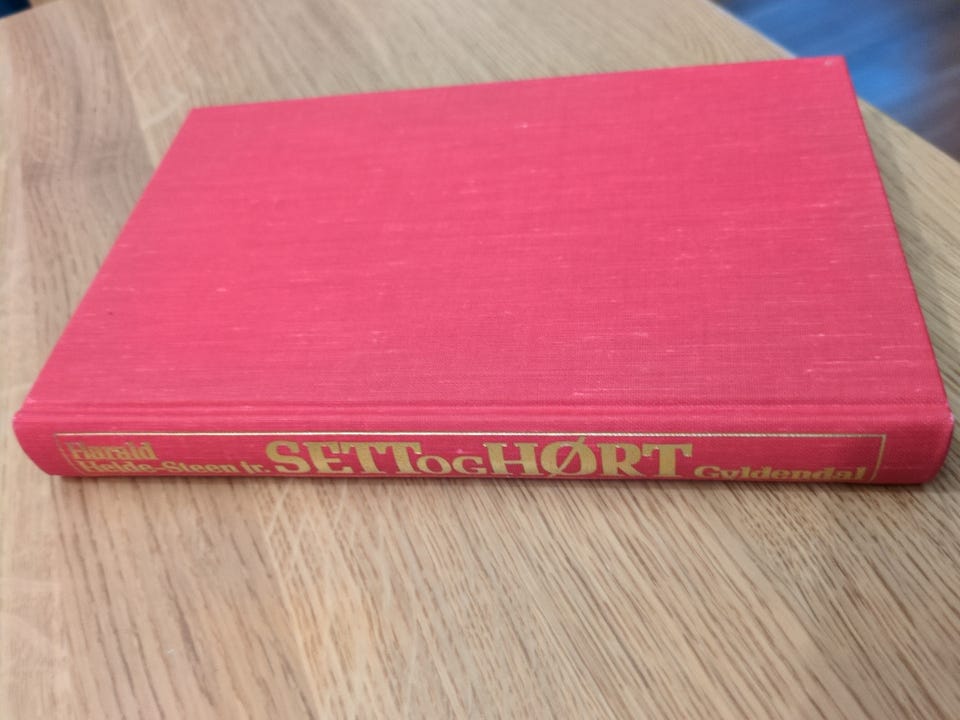 Harald
Heide-Steen jr.
SETT OG HØRT
Gyldendal